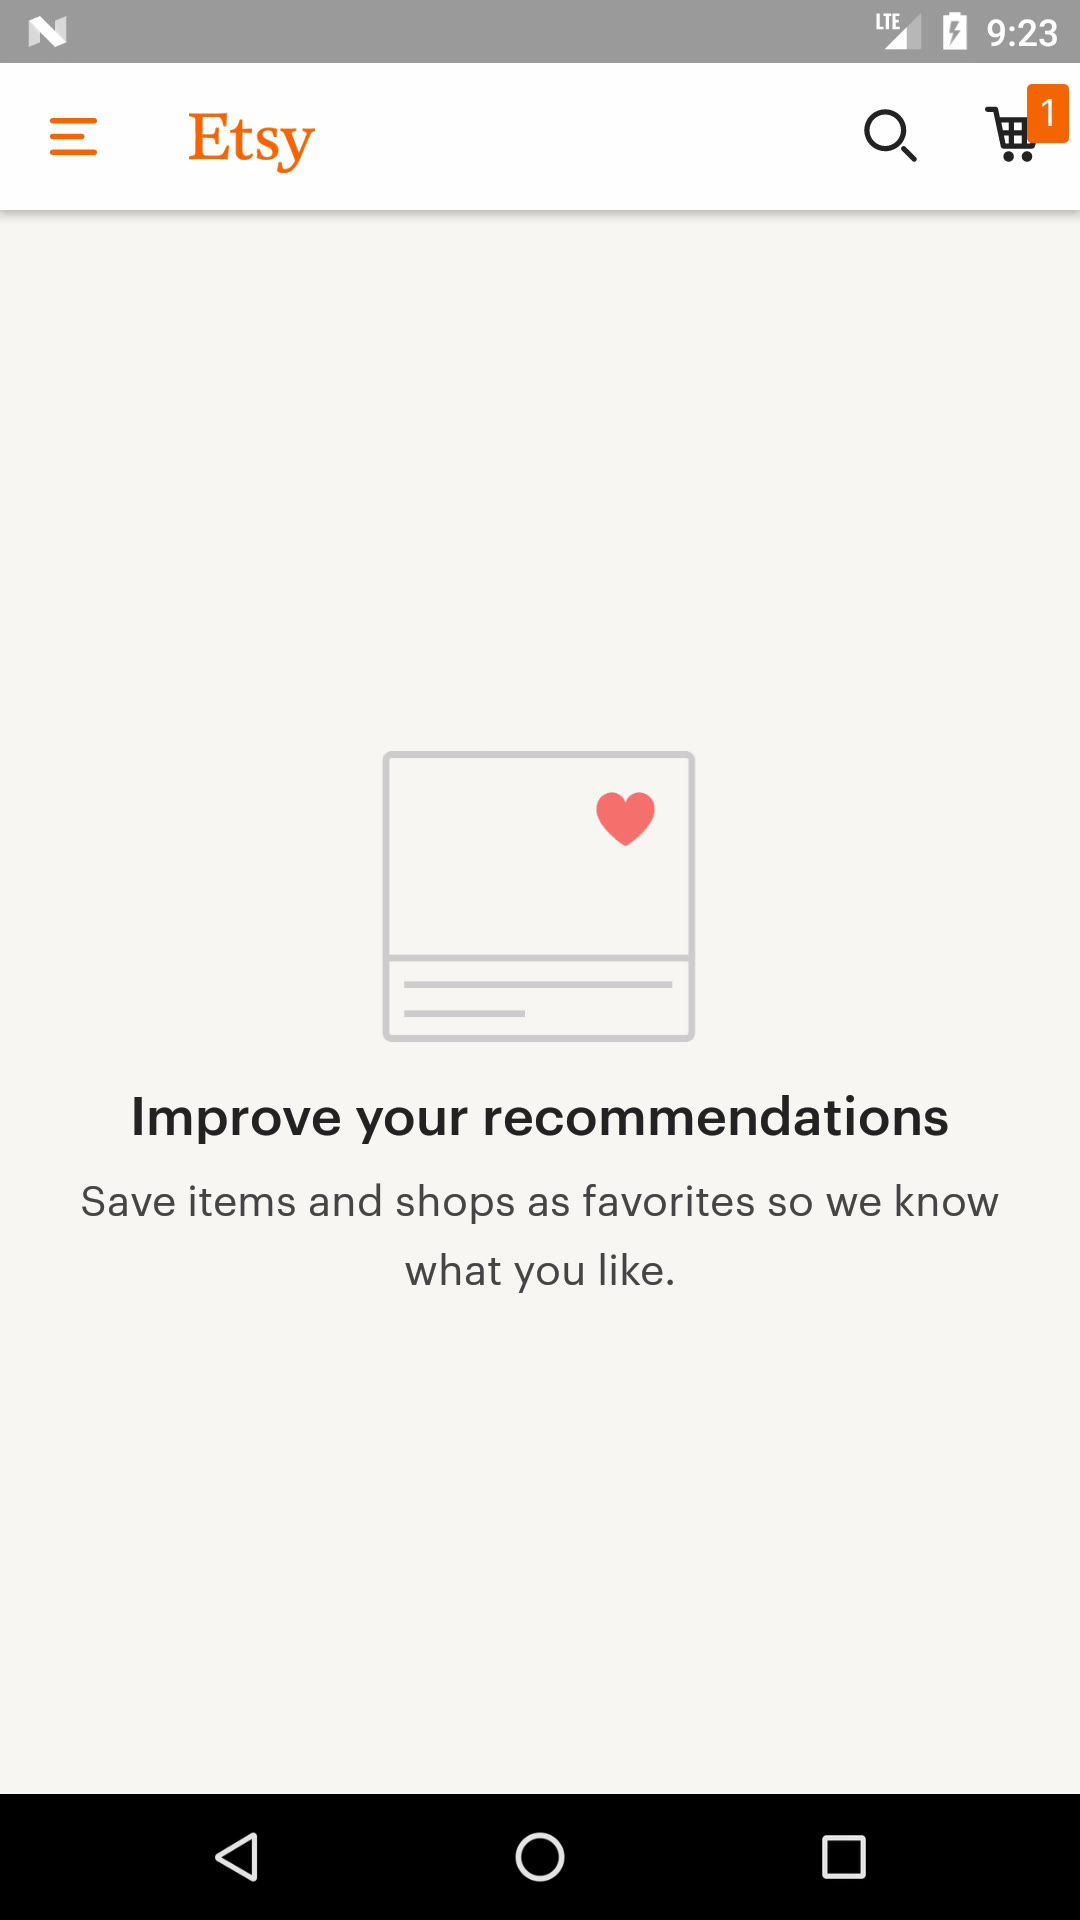 LTE 9:23
Etsy 1
Improve your recommendations
Save items and shops as favorites so we know
what you like.